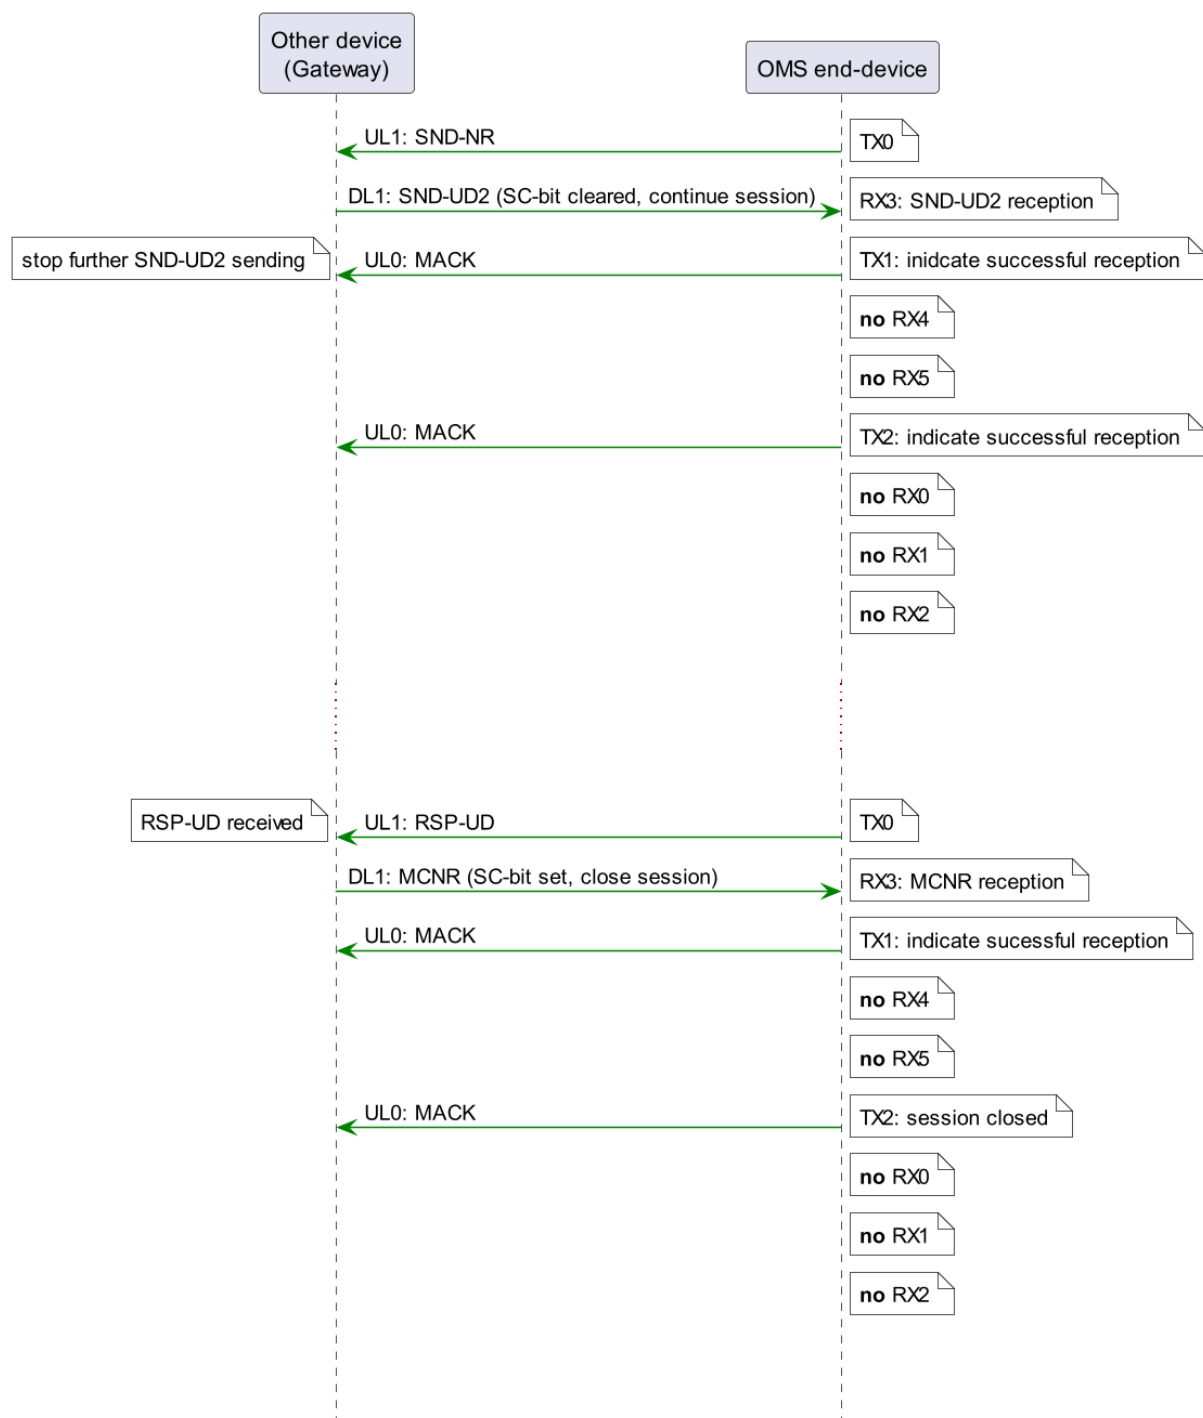 Other device
(Gateway)
OMS end-device
UL1: SND-NR
TX0
DL1: SND-UD2 (SC-bit cleared, continue session)
RX3: SND-UD2 reception
stop further SND-UD2 sending
UL0: MACK
TX1: inidcate successful reception
no RX4
no RX5
UL0: MACK
TX2: indicate successful reception
no RX0
no RX1
no RX2
RSP-UD received
UL1: RSP-UD
TX0
DL1: MCNR (SC-bit set, close session)
RX3: MCNR reception
UL0: MACK
TX1: indicate sucessful reception
no RX4
no RX5
UL0: MACK
TX2: session closed
no RX0
no RX1
no RX2